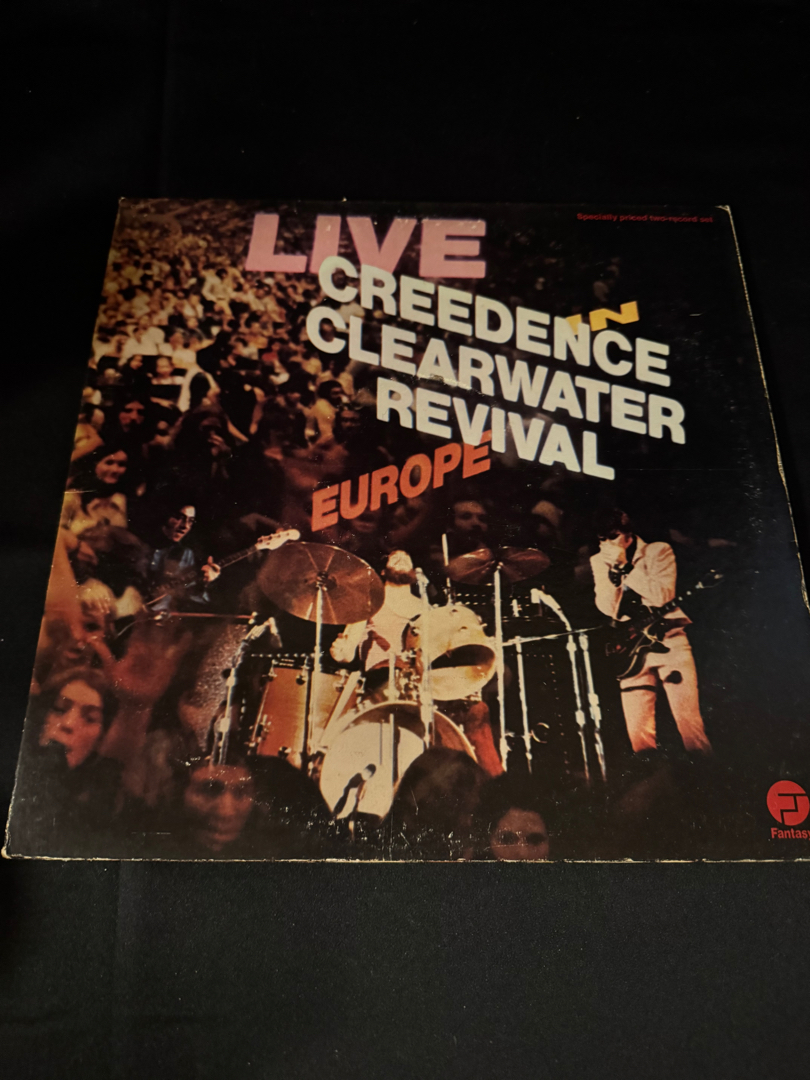 Specially priced two-record set
LIVE
IN
CREEDENCE
CLEARWATER
REVIVAL
EUROPE
Fantasy